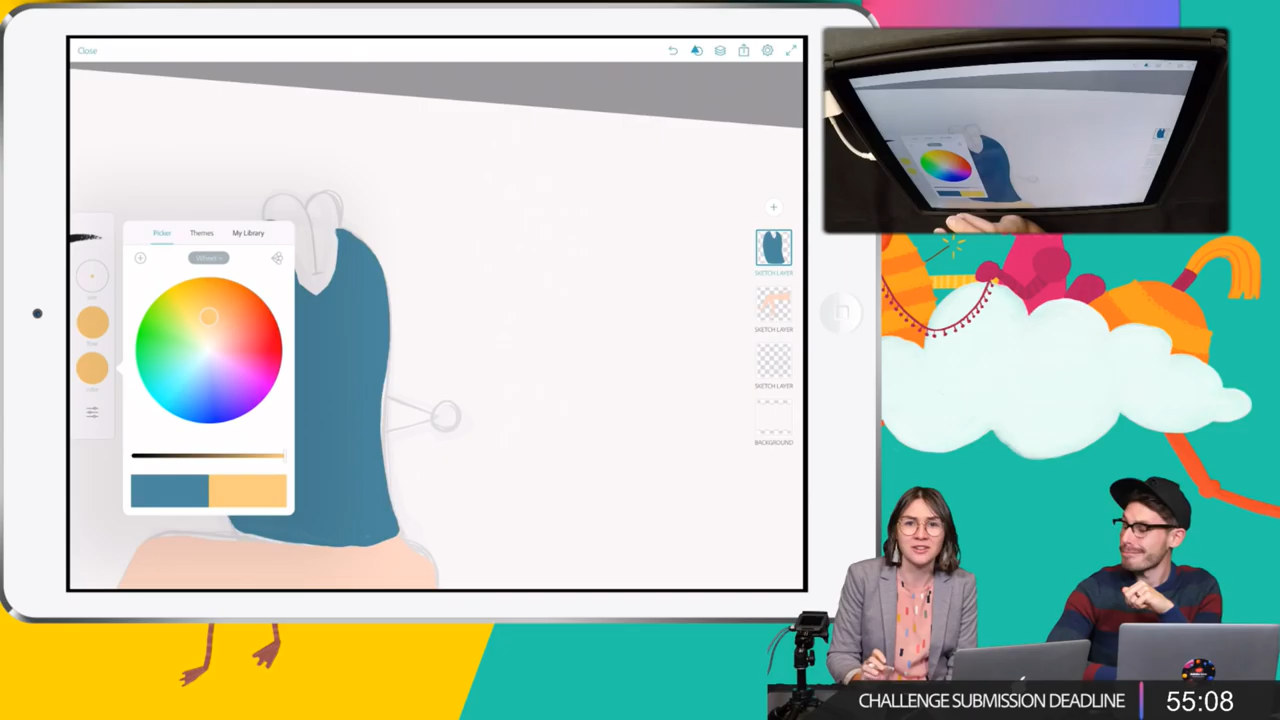 Close
Picker
Themes
My Library
Wheel
SKETCH LAYER
SKETCH LAYER
SKETCH LAYER
BACKGROUND
CHALLENGE SUBMISSION DEADLINE
55:08